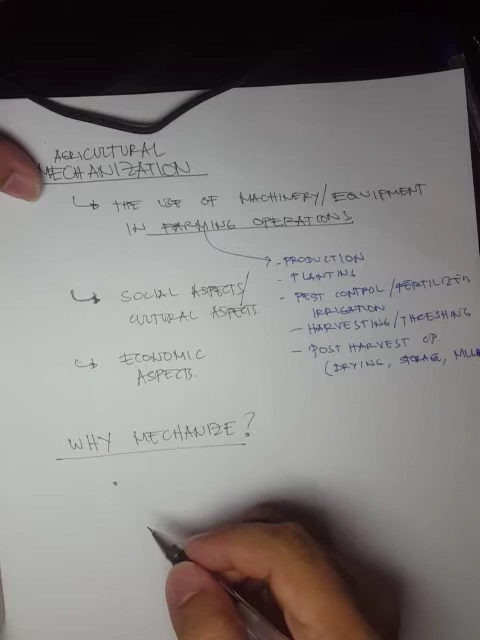 AGRICULTURAL
MECHANIZATION
THE USE OF MACHINERY/EQUIPMENT
IN FARMING OPERATIONS
- PRODUCTION
- PLANTING
- PEST CONTROL/FERTILIZER
IRRIGATION
- HARVESTING/THRESHING
- POST HARVEST OP.
(DRYING, STORAGE,
SOCIAL ASPECTS/
CULTURAL ASPECTS
ECONOMIC
ASPECTS.
WHY MECHANIZE?